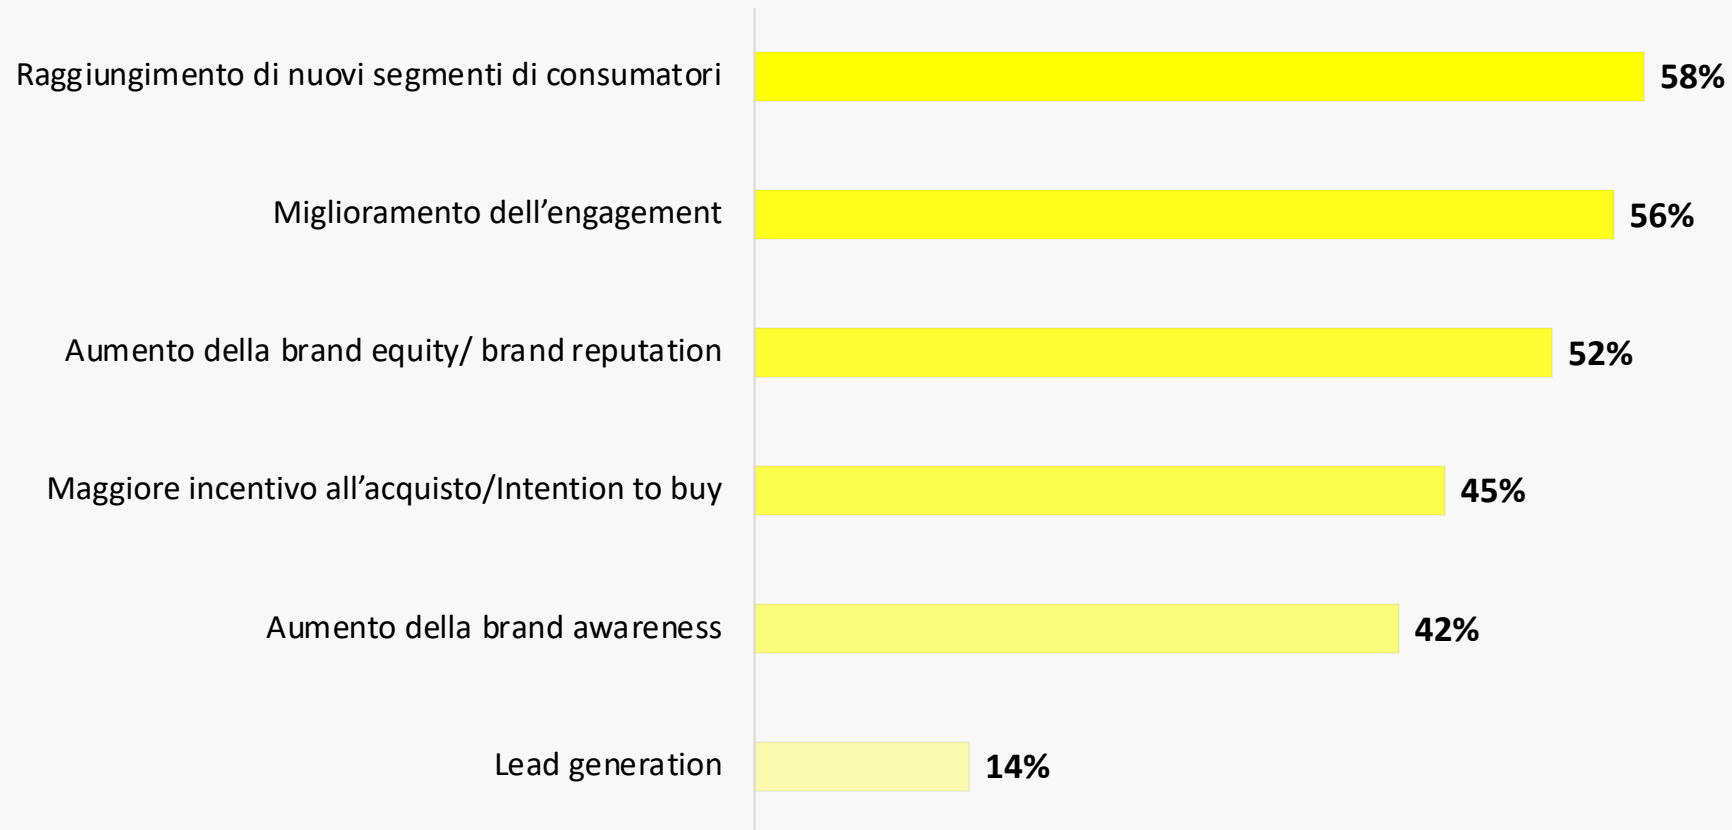 Raggiungimento di nuovi segmenti di consumatori 58%
Miglioramento dell’engagement 56%
Aumento della brand equity/ brand reputation 52%
Maggiore incentivo all’acquisto/Intention to buy 45%
Aumento della brand awareness 42%
Lead generation 14%